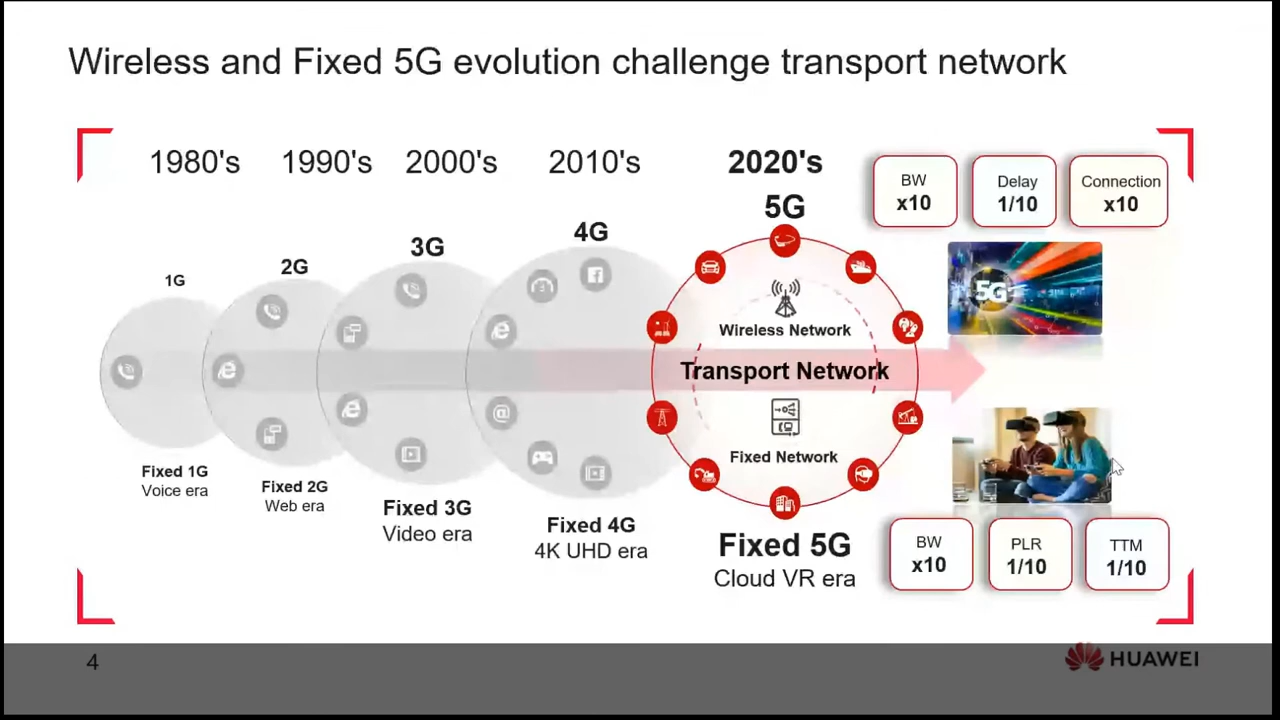 Wireless and Fixed 5G evolution challenge transport network
1980's
1990's
2000's
2010's
2020's
1G
2G
3G
4G
5G
BW
x10
Delay
1/10
Connection
x10
5G
Wireless Network
Transport Network
Fixed Network
Fixed 1G
Voice era
Fixed 2G
Web era
Fixed 3G
Video era
Fixed 4G
4K UHD era
Fixed 5G
Cloud VR era
BW
x10
PLR
1/10
TTM
1/10
4
HUAWEI